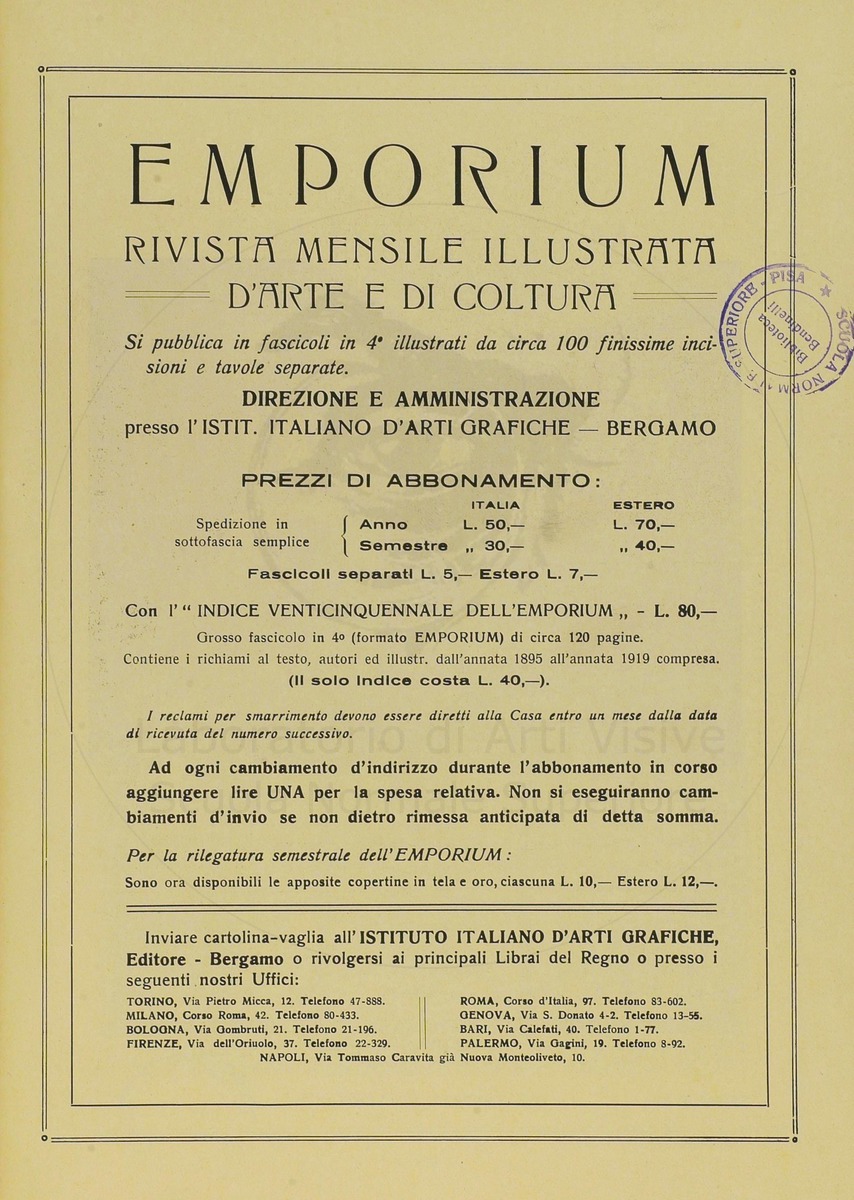 EMPORIUM
RIVISTA MENSILE ILLUSTRATA
D'ARTE E DI COLTURA
Si pubblica in fascicoli in 4° illustrati da circa 100 finissime inci-
sioni e tavole separate.
DIREZIONE E AMMINISTRAZIONE
presso l'ISTIT. ITALIANO D'ARTI GRAFICHE — BERGAMO
SCUOLA NORM. SUPERIORE - PISA
Biblioteca
Bendinelli
PREZZI DI ABBONAMENTO:
ITALIA ESTERO
Spedizione in
sottofascia semplice
Anno L. 50,— L. 70,—
Semestre „ 30,— „ 40,—
Fascicoli separati L. 5,— Estero L. 7,—
Con l' “ INDICE VENTICINQUENNALE DELL'EMPORIUM „ - L. 80,—
Grosso fascicolo in 4º (formato EMPORIUM) di circa 120 pagine.
Contiene i richiami al testo, autori ed illustr. dall'annata 1895 all'annata 1919 compresa.
(Il solo Indice costa L. 40,—).
I reclami per smarrimento devono essere diretti alla Casa entro un mese dalla data
di ricevuta del numero successivo.
Ad ogni cambiamento d'indirizzo durante l'abbonamento in corso
aggiungere lire UNA per la spesa relativa. Non si eseguiranno cam-
biamenti d'invio se non dietro rimessa anticipata di detta somma.
Per la rilegatura semestrale dell'EMPORIUM :
Sono ora disponibili le apposite copertine in tela e oro, ciascuna L. 10,— Estero L. 12,—.
Inviare cartolina-vaglia all'ISTITUTO ITALIANO D'ARTI GRAFICHE,
Editore - Bergamo o rivolgersi ai principali Librai del Regno o presso i
seguenti nostri Uffici:
TORINO, Via Pietro Micca, 12. Telefono 47-888.
MILANO, Corso Roma, 42. Telefono 80-433.
BOLOGNA, Via Gombruti, 21. Telefono 21-196.
FIRENZE, Via dell'Oriuolo, 37. Telefono 22-329.
ROMA, Corso d'Italia, 97. Telefono 83-602.
GENOVA, Via S. Donato 4-2. Telefono 13-55.
BARI, Via Calefati, 40. Telefono 1-77.
PALERMO, Via Gagini, 19. Telefono 8-92.
NAPOLI, Via Tommaso Caravita già Nuova Monteoliveto, 10.